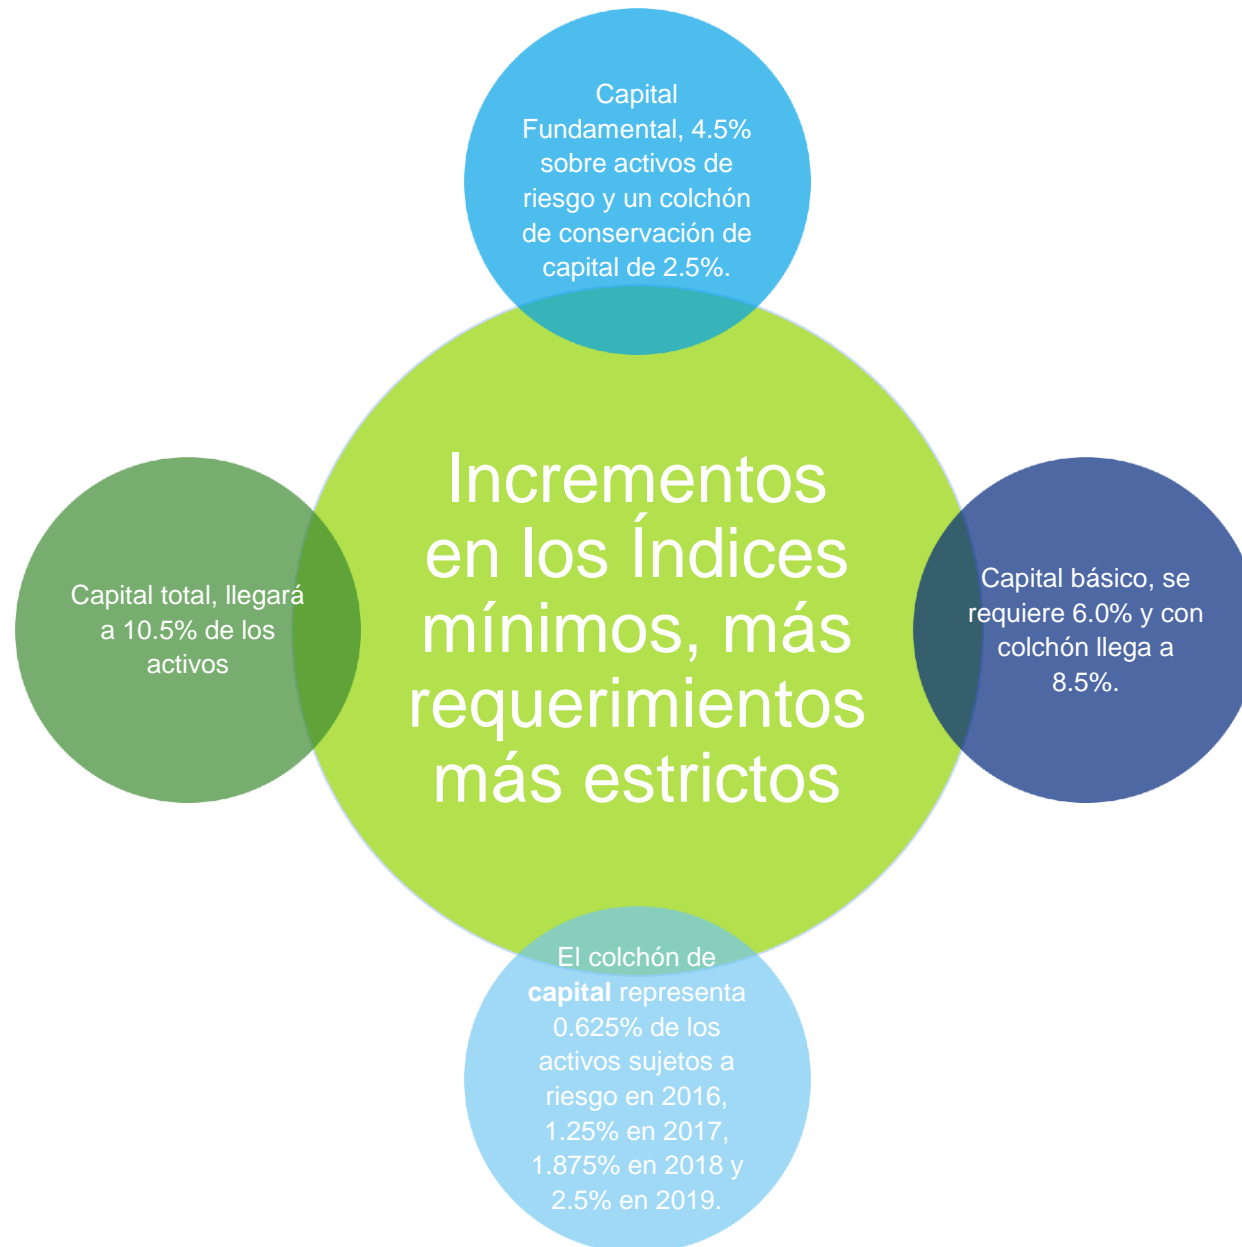 Capital
Fundamental, 4.5%
sobre activos de
riesgo y un colchón
de conservación de
capital de 2.5%.
Incrementos
en los Índices
mínimos, más
requerimientos
más estrictos
Capital total, llegará
a 10.5% de los
activos
Capital básico, se
requiere 6.0% y con
colchón llega a
8.5%.
El colchón de
capital representa
0.625% de los
activos sujetos a
riesgo en 2016,
1.25% en 2017,
1.875% en 2018 y
2.5% en 2019.